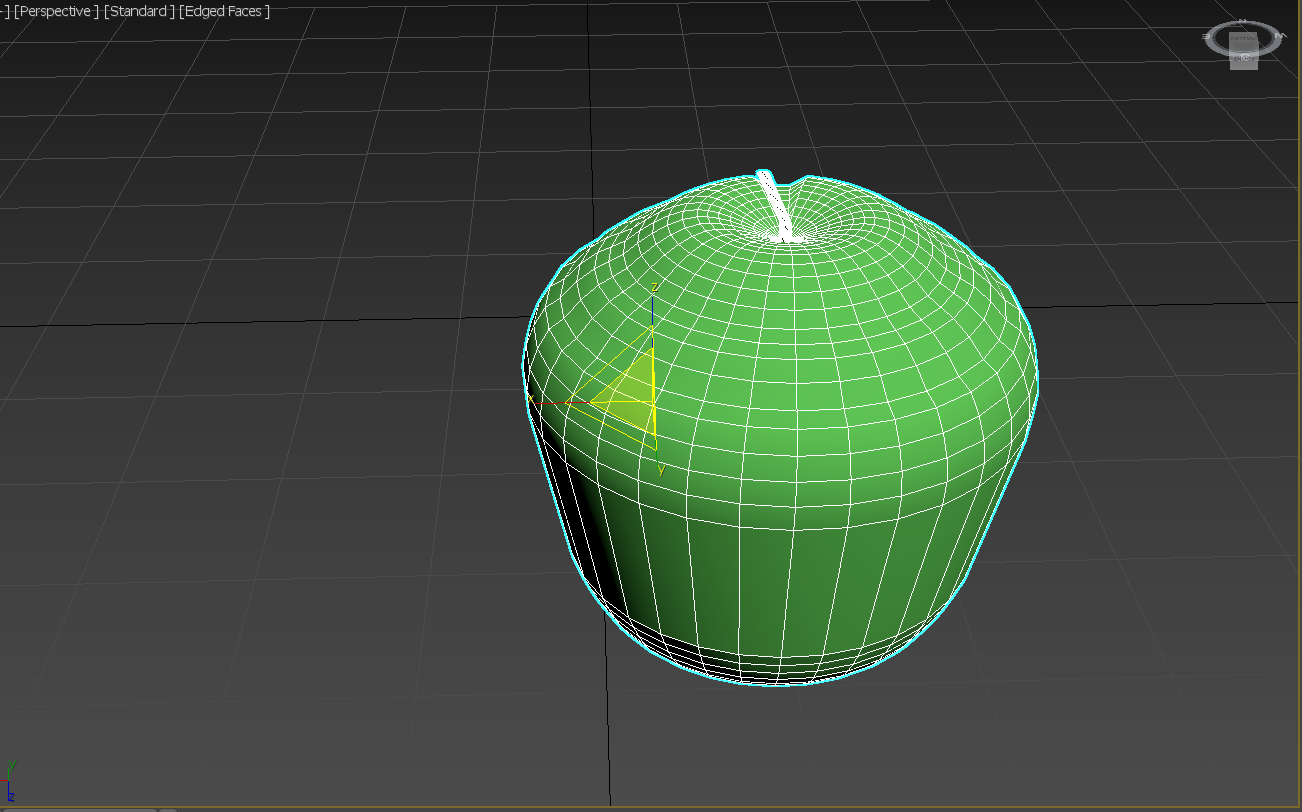 -] [Perspective ] [Standard ] [Edged Faces ]
N
z
y
y
z